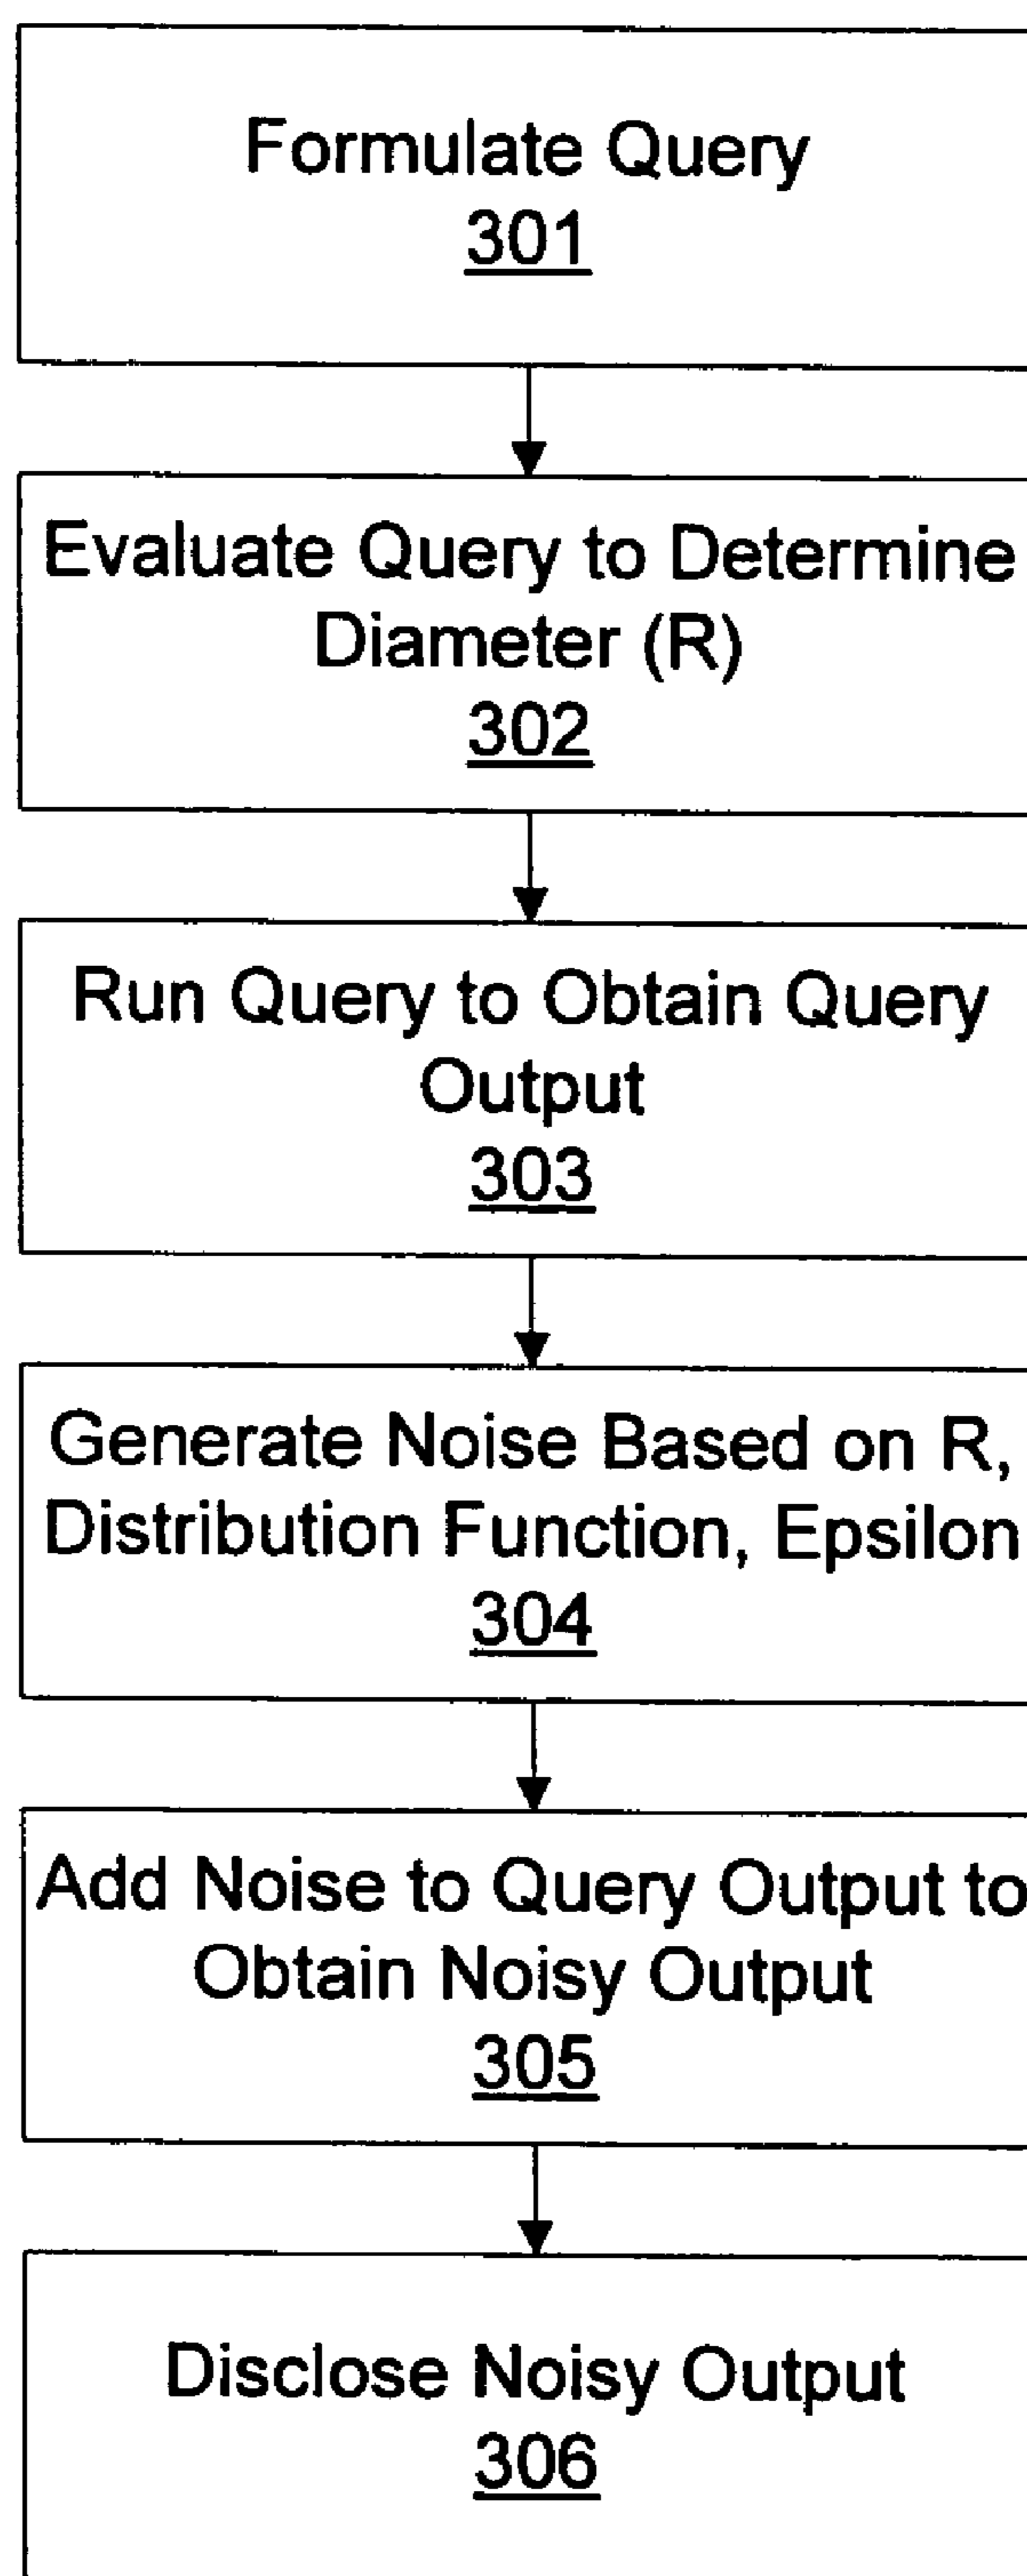 Formulate Query
301
Evaluate Query to Determine
Diameter (R)
302
Run Query to Obtain Query
Output
303
Generate Noise Based on R,
Distribution Function, Epsilon
304
Add Noise to Query Output to
Obtain Noisy Output
305
Disclose Noisy Output
306